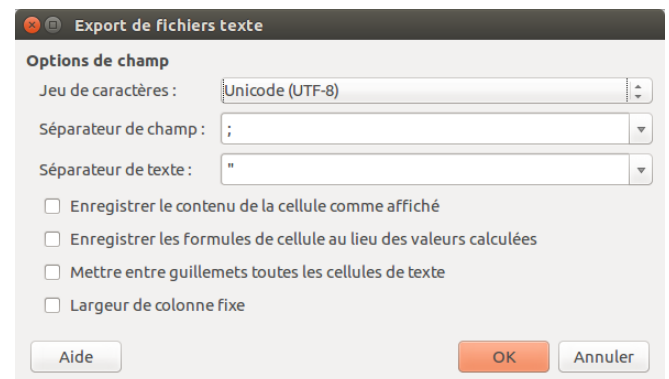 Export de fichiers texte
Options de champ
Jeu de caractères : Unicode (UTF-8)
Séparateur de champ : ;
Séparateur de texte : "
Enregistrer le contenu de la cellule comme affiché
Enregistrer les formules de cellule au lieu des valeurs calculées
Mettre entre guillemets toutes les cellules de texte
Largeur de colonne fixe
Aide OK Annuler